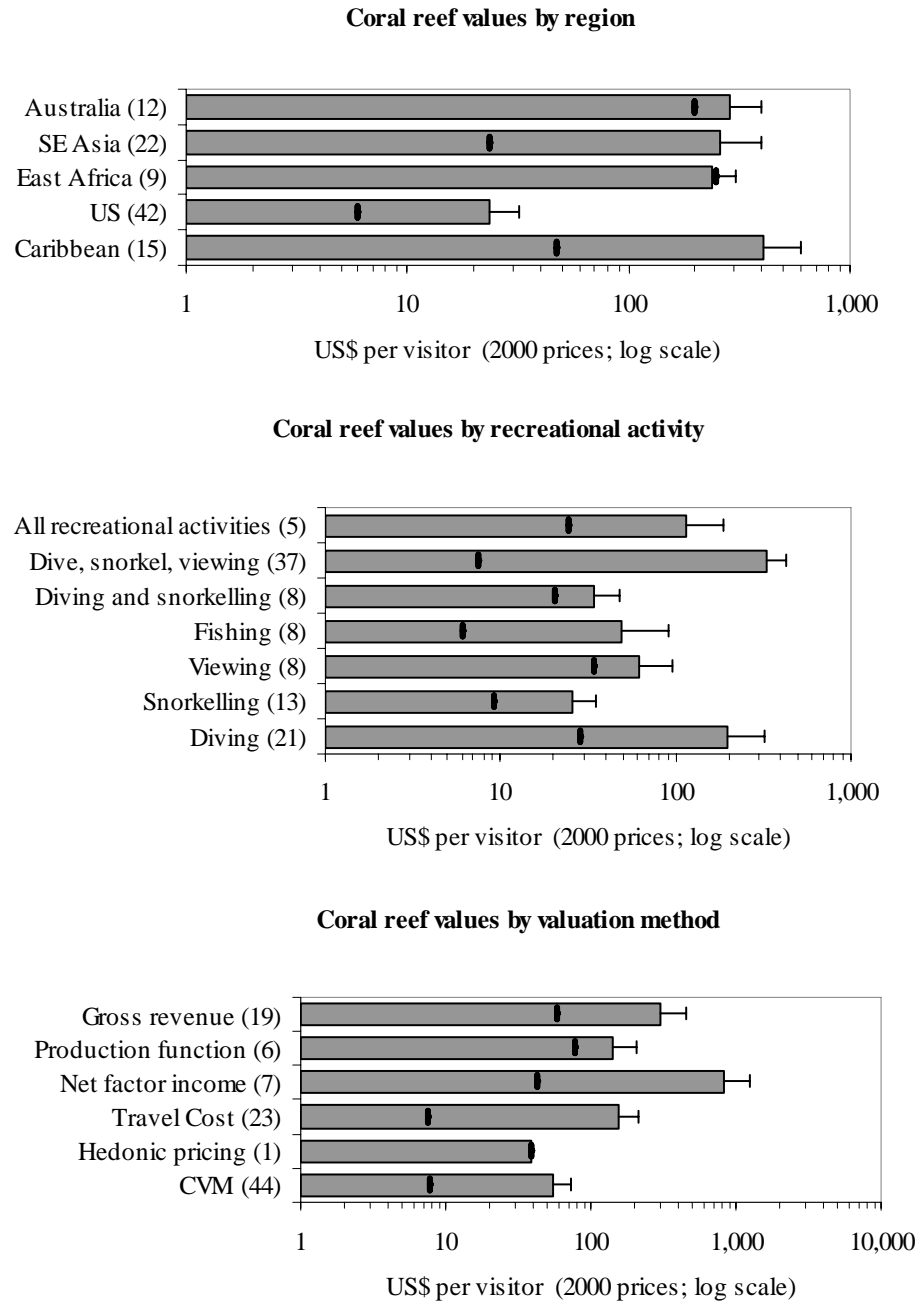 Coral reef values by region
Australia (12)
SE Asia (22)
East Africa (9)
US (42)
Caribbean (15)
1 10 100 1,000
US$ per visitor (2000 prices; log scale)
Coral reef values by recreational activity
All recreational activities (5)
Dive, snorkel, viewing (37)
Diving and snorkelling (8)
Fishing (8)
Viewing (8)
Snorkelling (13)
Diving (21)
1 10 100 1,000
US$ per visitor (2000 prices; log scale)
Coral reef values by valuation method
Gross revenue (19)
Production function (6)
Net factor income (7)
Travel Cost (23)
Hedonic pricing (1)
CVM (44)
1 10 100 1,000 10,000
US$ per visitor (2000 prices; log scale)